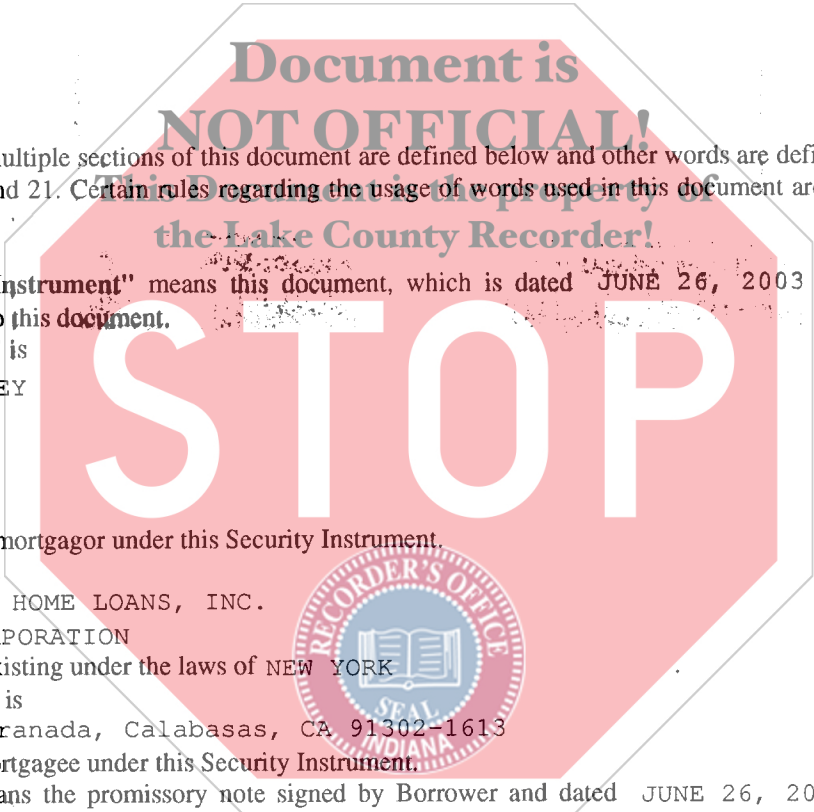 Document is
NOT OFFICIAL!
ultiple sections of this document are defined below and other words are defi
nd 21. Certain rules regarding the usage of words used in this document ar
This Document is the property of
the Lake County Recorder!
nstrument" means this document, which is dated JUNE 26, 2003
o this document.
is
EY
STOP
mortgagor under this Security Instrument.
RECORDER'S OFFICE
HOME LOANS, INC.
RPORATION
xisting under the laws of NEW YORK
is
SEAL
ranada, Calabasas, CA 91302-1613
INDIANA
rtgagee under this Security Instrument.
ans the promissory note signed by Borrower and dated JUNE 26, 20